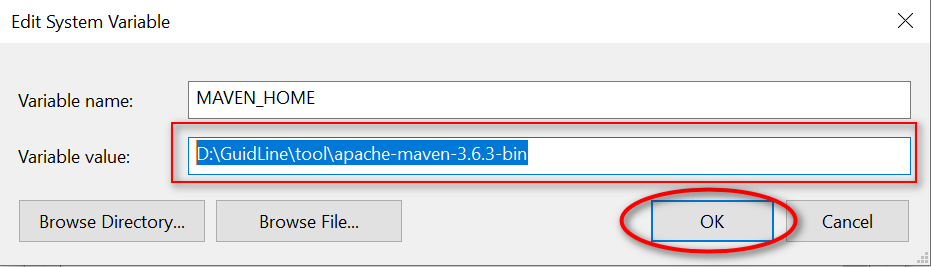 Edit System Variable
Variable name: MAVEN_HOME
Variable value: D:\GuidLine\tool\apache-maven-3.6.3-bin
Browse Directory... Browse File... OK Cancel